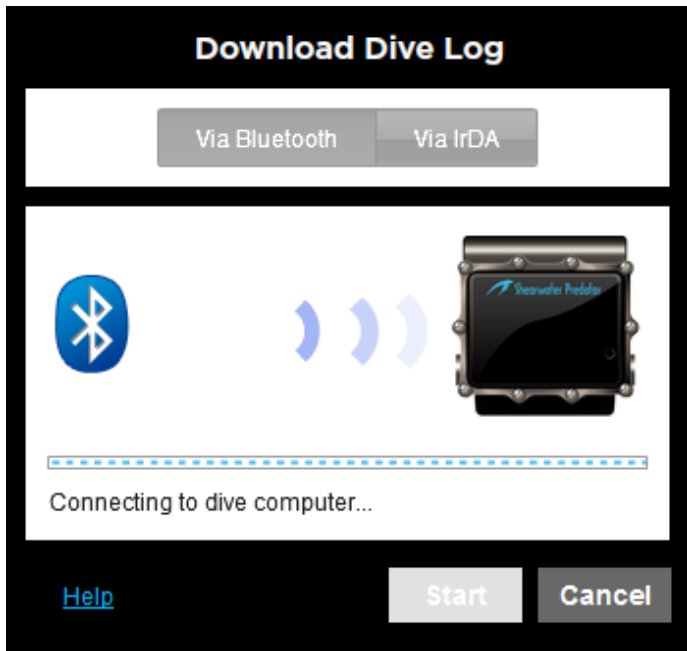 Download Dive Log
Via Bluetooth Via IrDA
Shearwater Predator
Connecting to dive computer...
Help Start Cancel